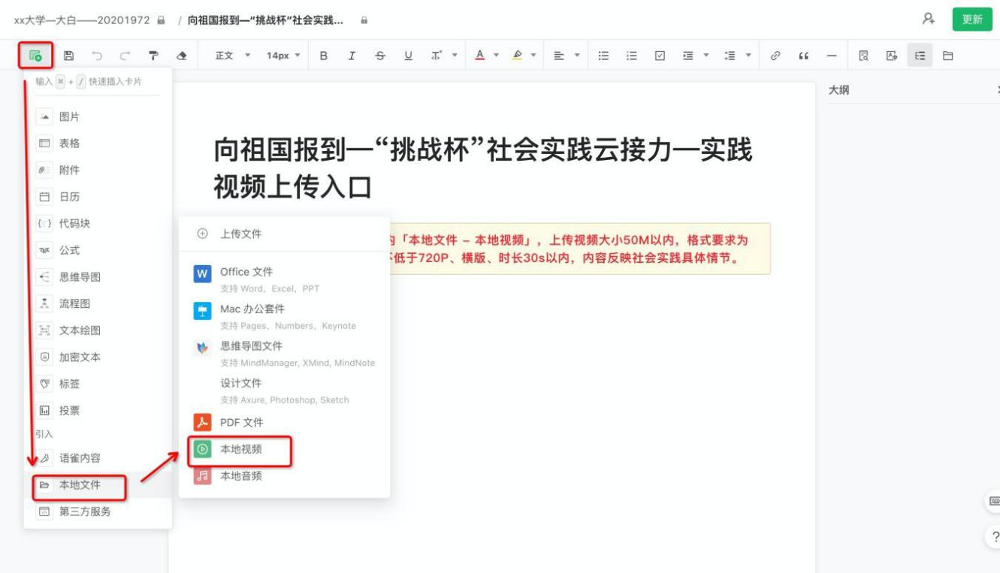 xx大学—大白——20201972 / 向祖国报到—“挑战杯”社会实践...
更新
正文 14px B I S U
输入 ⌘ + / 快速插入卡片
大纲
图片
表格
附件
日历
代码块
公式
思维导图
流程图
文本绘图
加密文本
标签
投票
引入
语雀内容
本地文件
第三方服务
向祖国报到—“挑战杯”社会实践云接力—实践
视频上传入口
「本地文件 – 本地视频」，上传视频大小50M以内，格式要求为
低于720P、横版、时长30s以内，内容反映社会实践具体情节。
上传文件
Office 文件
支持 Word，Excel，PPT
Mac 办公套件
支持 Pages，Numbers，Keynote
思维导图文件
支持 MindManager, XMind, MindNote
设计文件
支持 Axure, Photoshop, Sketch
PDF 文件
本地视频
本地音频
?